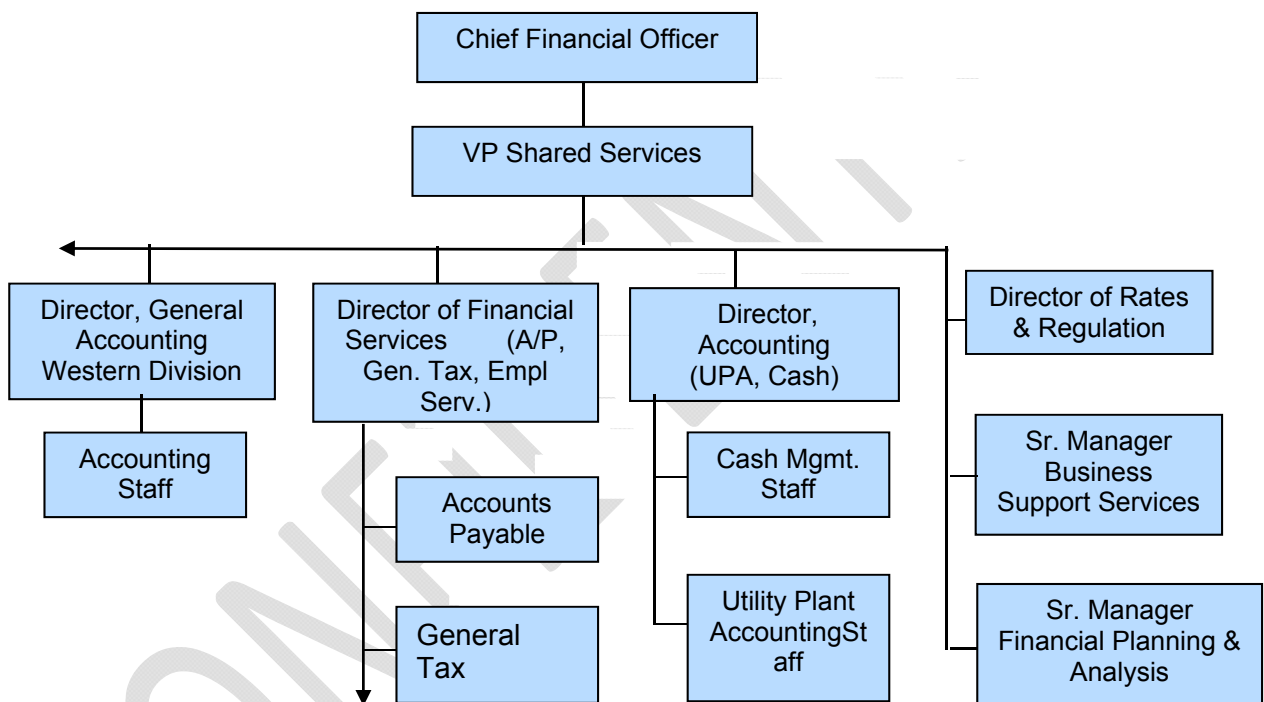 Chief Financial Officer
VP Shared Services
Director, General
Accounting
Western Division
Director of Financial
Services (A/P,
Gen. Tax, Empl
Serv.)
Director,
Accounting
(UPA, Cash)
Director of Rates
& Regulation
Accounting
Staff
Cash Mgmt.
Staff
Sr. Manager
Business
Support Services
Accounts
Payable
Utility Plant
AccountingSt
aff
Sr. Manager
Financial Planning &
Analysis
General
Tax